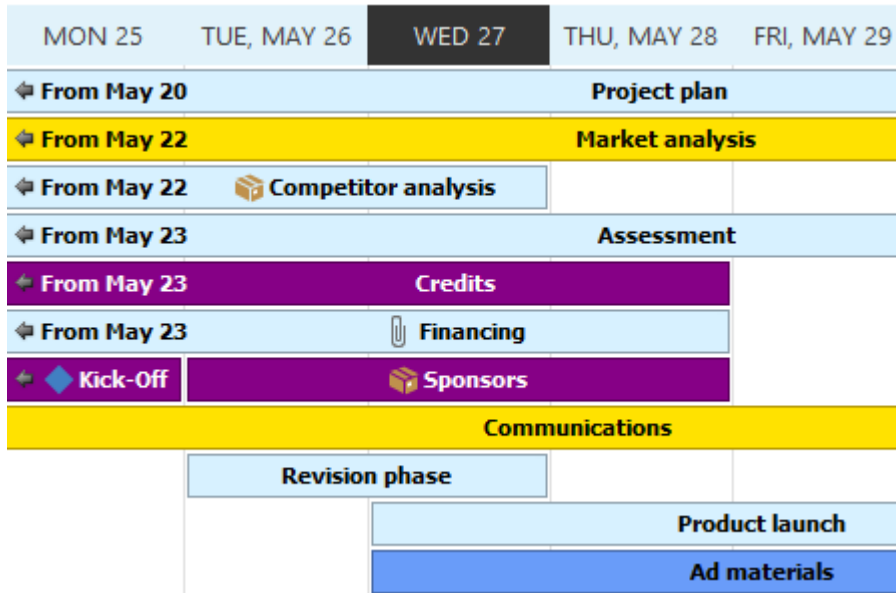 MON 25 TUE, MAY 26 WED 27 THU, MAY 28 FRI, MAY 29
From May 20 Project plan
From May 22 Market analysis
From May 22 Competitor analysis
From May 23 Assessment
From May 23 Credits
From May 23 Financing
Kick-Off Sponsors
Communications
Revision phase
Product launch
Ad materials